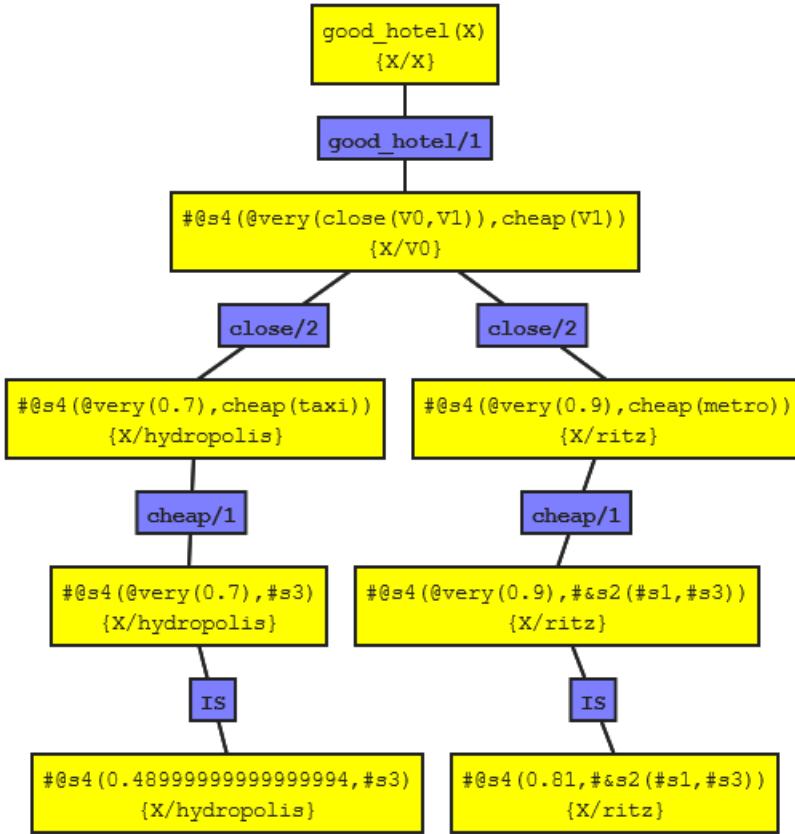 good_hotel(X)
{X/X}
good_hotel/1
#@s4(@very(close(V0,V1)),cheap(V1))
{X/V0}
close/2
close/2
#@s4(@very(0.7),cheap(taxi))
{X/hydropolis}
#@s4(@very(0.9),cheap(metro))
{X/ritz}
cheap/1
cheap/1
#@s4(@very(0.7),#s3)
{X/hydropolis}
#@s4(@very(0.9),#&s2(#s1,#s3))
{X/ritz}
IS
IS
#@s4(0.48999999999999994,#s3)
{X/hydropolis}
#@s4(0.81,#&s2(#s1,#s3))
{X/ritz}